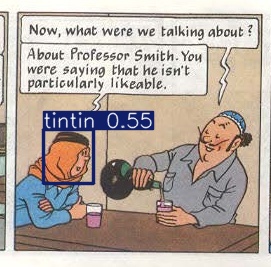 Now, what were we talking about?
About Professor Smith. You
were saying that he isn't
particularly likeable.
tintin 0.55